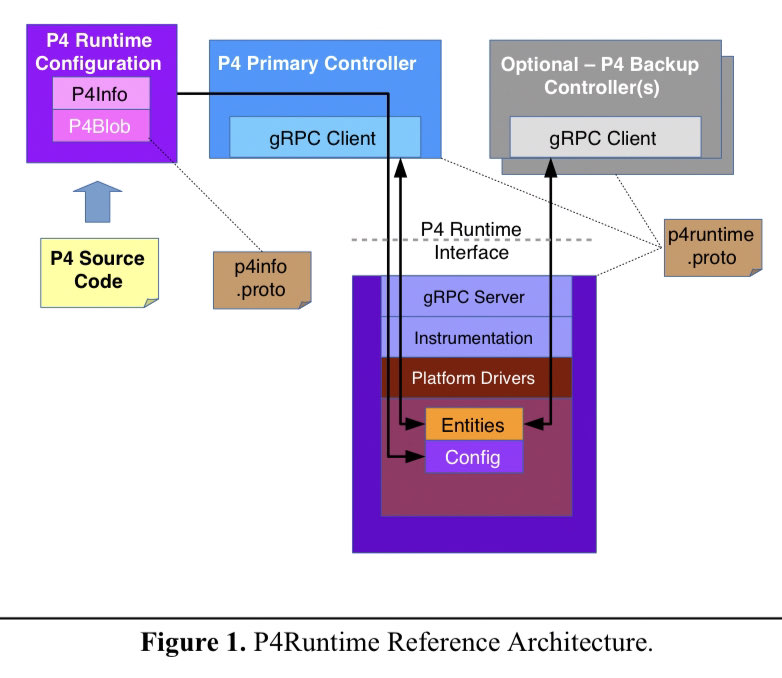 P4 Runtime
Configuration
P4Info
P4Blob
P4 Primary Controller
gRPC Client
Optional – P4 Backup
Controller(s)
gRPC Client
P4 Source
Code
p4info
.proto
P4 Runtime
Interface
p4runtime
.proto
gRPC Server
Instrumentation
Platform Drivers
Entities
Config
Figure 1. P4Runtime Reference Architecture.